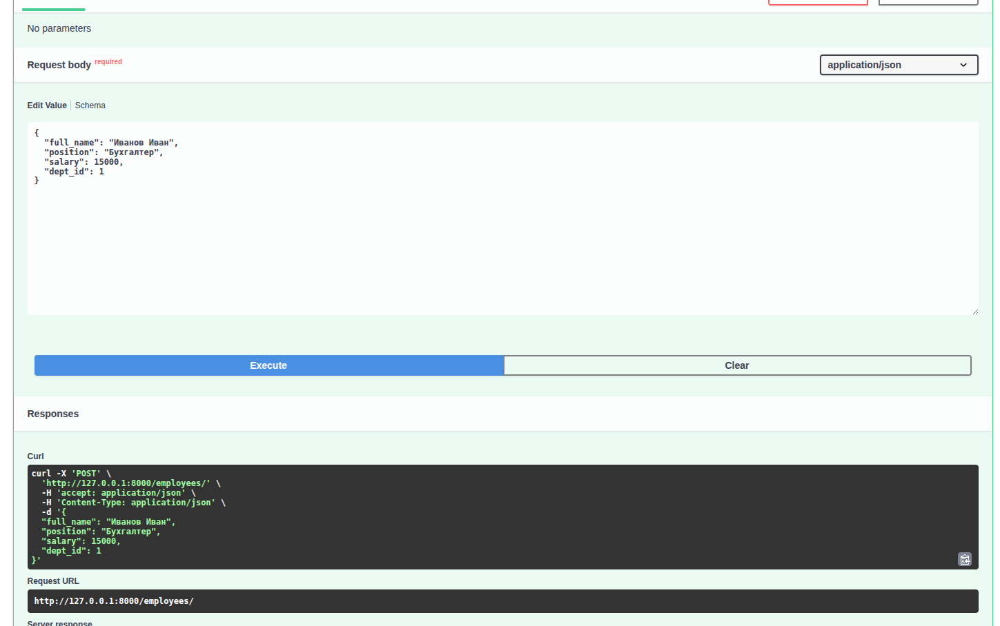 No parameters
Request body required
application/json
Edit Value | Schema
{
  "full_name": "Иванов Иван",
  "position": "Бухгалтер",
  "salary": 15000,
  "dept_id": 1
}
Execute
Clear
Responses
Curl
curl -X 'POST' \
  'http://127.0.0.1:8000/employees/' \
  -H 'accept: application/json' \
  -H 'Content-Type: application/json' \
  -d '{
  "full_name": "Иванов Иван",
  "position": "Бухгалтер",
  "salary": 15000,
  "dept_id": 1
}'
Request URL
http://127.0.0.1:8000/employees/
Server response